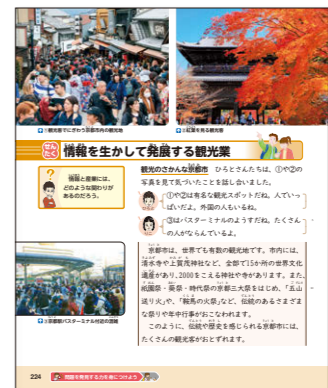 ①観光客でにぎわう京都市内の観光地
②紅葉を見る観光客
せんたく
情報を生かして発展する観光業
情報と産業には、
どのような関わりが
あるのだろう。
観光のさかんな京都市 ひろとさんたちは、①や②の
写真を見て気づいたことを話し合いました。
①や②は有名な観光スポットだね。人でいっ
ぱいだよ。外国の人もいるね。
③はバスターミナルのようすだね。たくさん
の人がならんでいるよ。
③京都駅バスターミナル付近の混雑
京都市は、世界でも有数の観光地です。市内には、
清水寺や上賀茂神社など、全部で15か所の世界文化
遺産があり、2000をこえる神社や寺があります。また、
祇園祭・葵祭・時代祭の京都三大祭をはじめ、「五山
送り火」や、「鞍馬の火祭」など、伝統のあるさまざま
な祭りや年中行事がおこなわれます。
このように、伝統や歴史を感じられる京都市には、
たくさんの観光客がおとずれます。
224
問題を発見する力を身につけよう